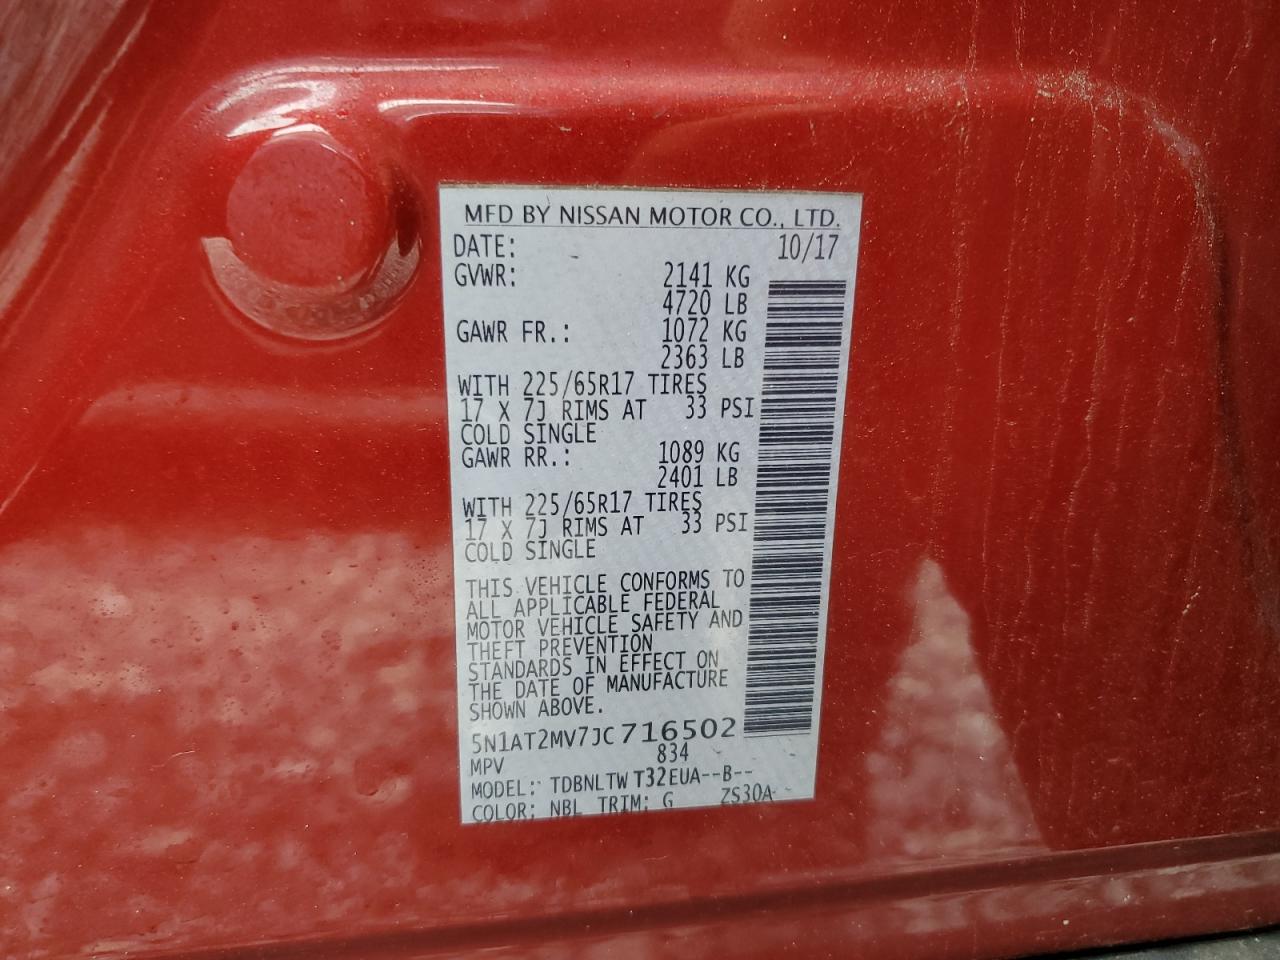 MFD BY NISSAN MOTOR CO., LTD.
DATE: 10/17
GVWR: 2141 KG
4720 LB
GAWR FR.: 1072 KG
2363 LB
WITH 225/65R17 TIRES
17 X 7J RIMS AT 33 PSI
COLD SINGLE
GAWR RR.: 1089 KG
2401 LB
WITH 225/65R17 TIRES
17 X 7J RIMS AT 33 PSI
COLD SINGLE
THIS VEHICLE CONFORMS TO
ALL APPLICABLE FEDERAL
MOTOR VEHICLE SAFETY AND
THEFT PREVENTION
STANDARDS IN EFFECT ON
THE DATE OF MANUFACTURE
SHOWN ABOVE.
5N1AT2MV7JC716502
MPV 834
MODEL: TDBNLTWT32EUA--B--
COLOR: NBL TRIM: G ZS30A